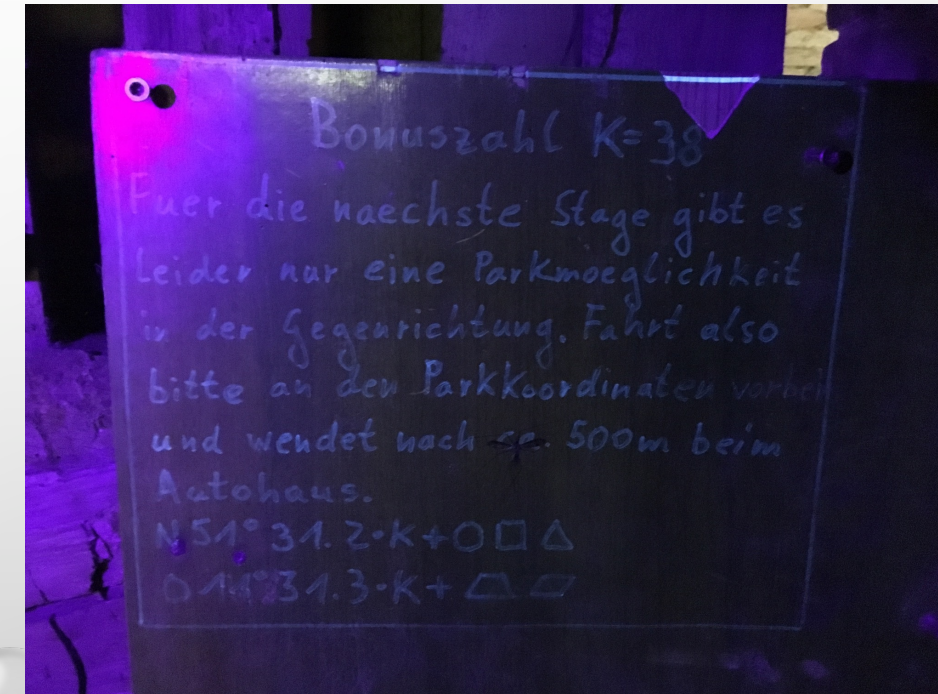 Bonuszahl K=38
Fuer die naechste Stage gibt es
leider nur eine Parkmoeglichkeit
in der Gegenrichtung. Fahrt also
bitte an den Parkkoordinaten vorbei
und wendet nach ca. 500m beim
Autohaus.
N51° 31.2·K+○□△
31.3·K+